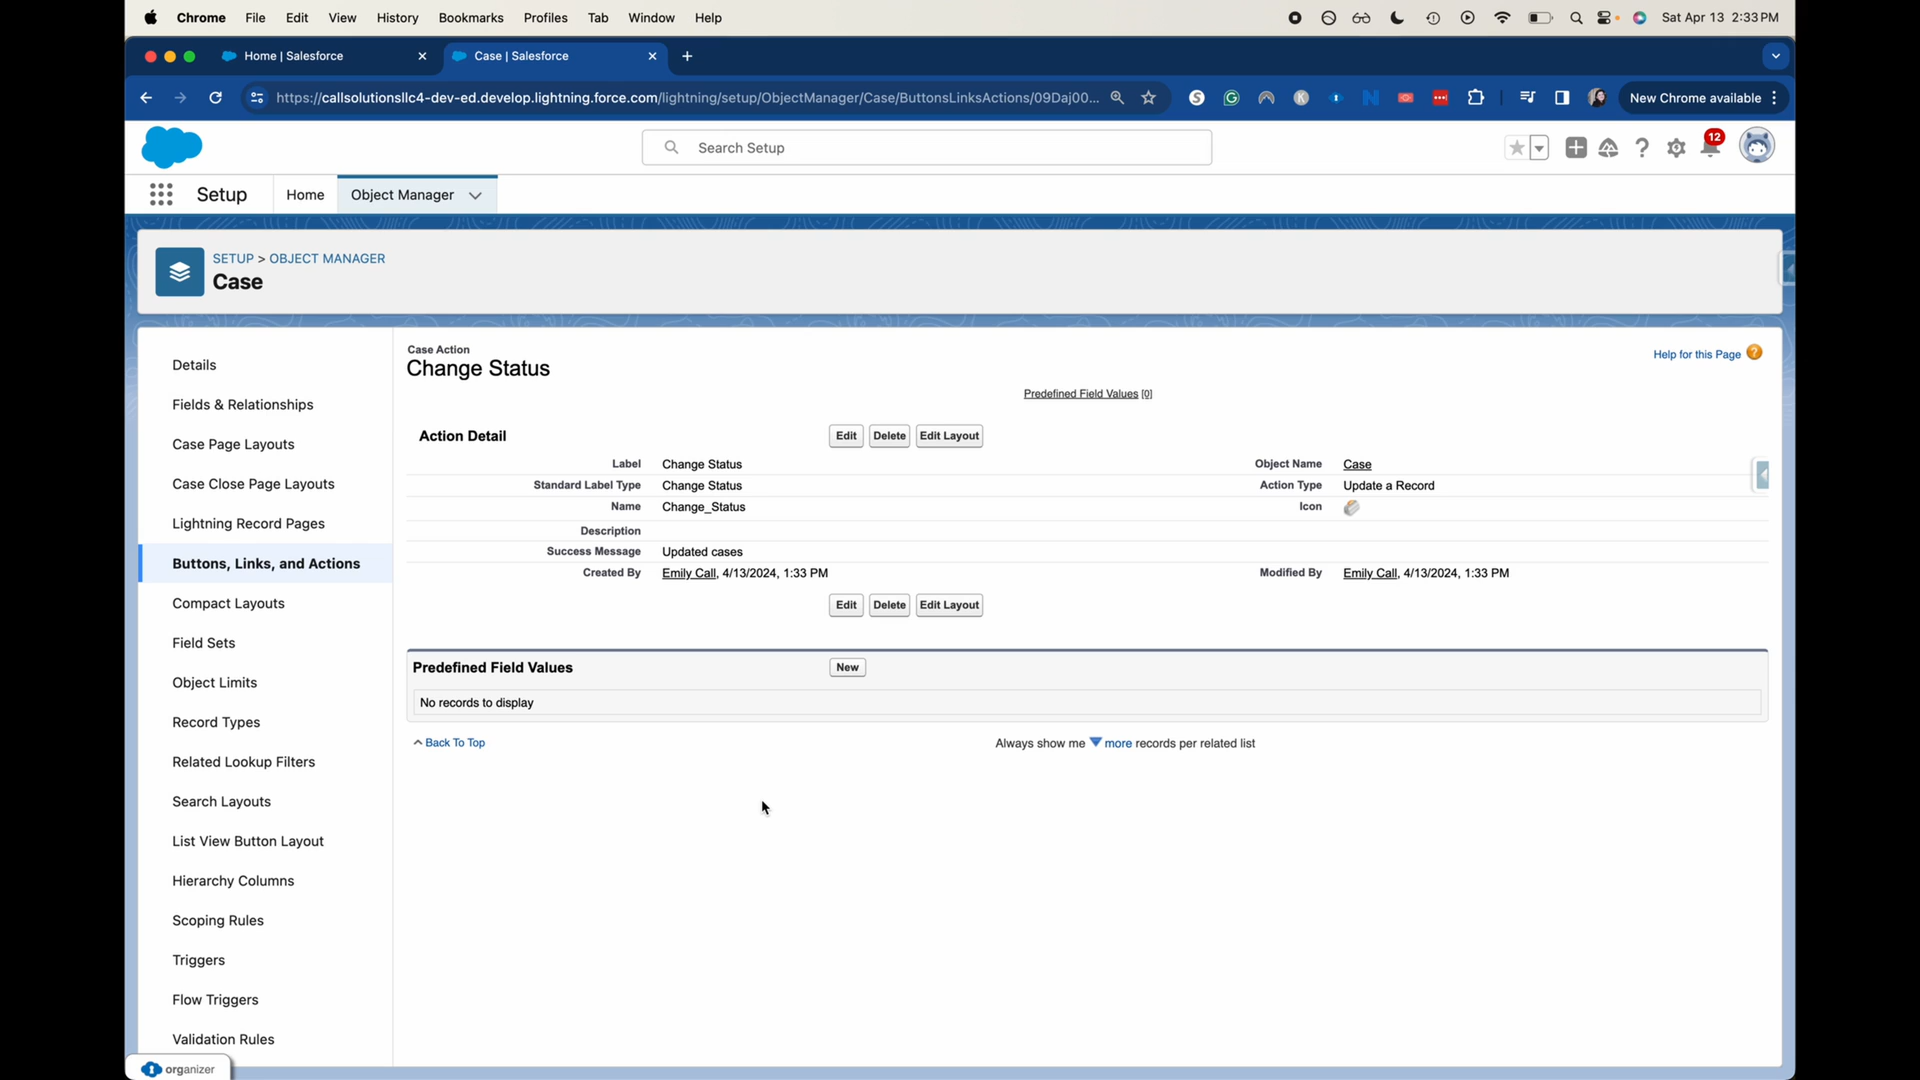 Chrome File Edit View History Bookmarks Profiles Tab Window Help Sat Apr 13 2:33 PM
Home | Salesforce Case | Salesforce
https://callsolutionsllc4-dev-ed.develop.lightning.force.com/lightning/setup/ObjectManager/Case/ButtonsLinksActions/09Daj00... New Chrome available
Search Setup 12
Setup Home Object Manager
SETUP > OBJECT MANAGER
Case
Details
Fields & Relationships
Case Page Layouts
Case Close Page Layouts
Lightning Record Pages
Buttons, Links, and Actions
Compact Layouts
Field Sets
Object Limits
Record Types
Related Lookup Filters
Search Layouts
List View Button Layout
Hierarchy Columns
Scoping Rules
Triggers
Flow Triggers
Validation Rules
organizer
Case Action
Change Status
Help for this Page
Predefined Field Values [0]
Action Detail Edit Delete Edit Layout
Label Change Status Object Name Case
Standard Label Type Change Status Action Type Update a Record
Name Change_Status Icon
Description
Success Message Updated cases
Created By Emily Call, 4/13/2024, 1:33 PM Modified By Emily Call, 4/13/2024, 1:33 PM
Edit Delete Edit Layout
Predefined Field Values New
No records to display
Back To Top Always show me more records per related list